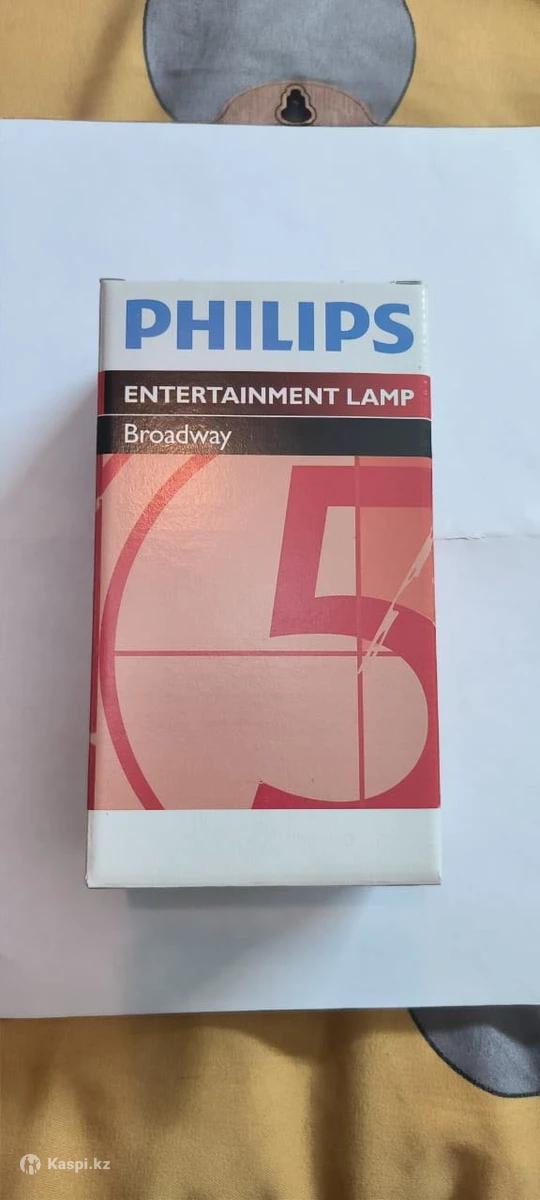 PHILIPS
ENTERTAINMENT LAMP
Broadway
5
Kaspi.kz